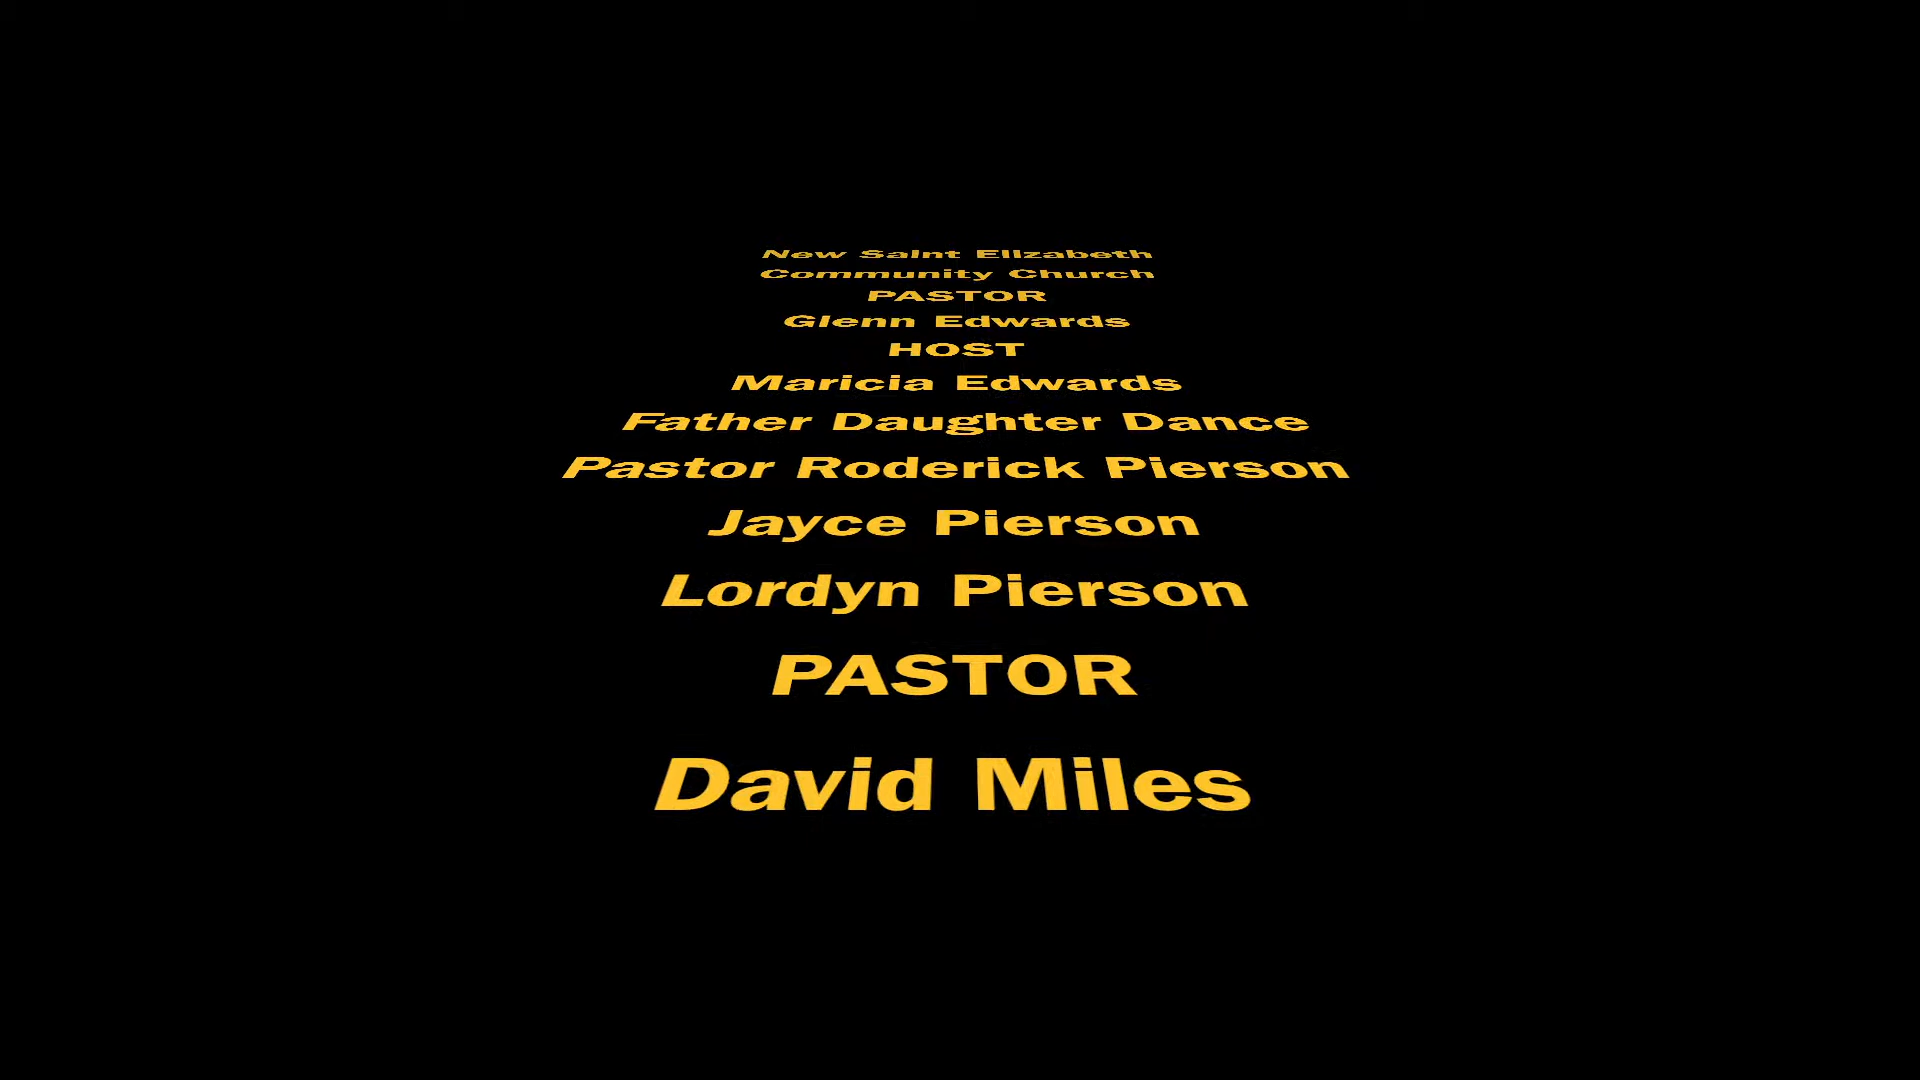 New Saint Elizabeth
Community Church
PASTOR
Glenn Edwards
HOST
Maricia Edwards
Father Daughter Dance
Pastor Roderick Pierson
Jayce Pierson
Lordyn Pierson
PASTOR
David Miles